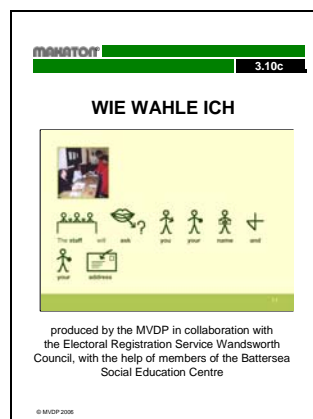 MAKATON
3.10c
WIE WAHLE ICH
The staff will ask you your name and
your address
11
produced by the MVDP in collaboration with
the Electoral Registration Service Wandsworth
Council, with the help of members of the Battersea
Social Education Centre
© MVDP 2006